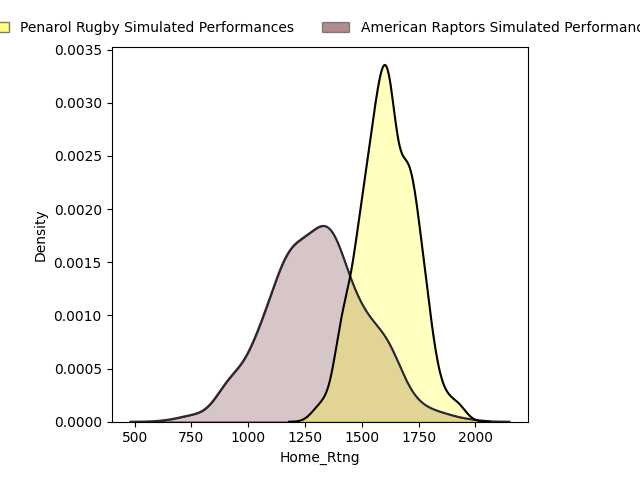 Penarol Rugby Simulated Performances
American Raptors Simulated
0.0035
0.0030
0.0025
0.0020
0.0015
0.0010
0.0005
0.0000
Density
500 750 1000 1250 1500 1750 2000
Home_Rtng